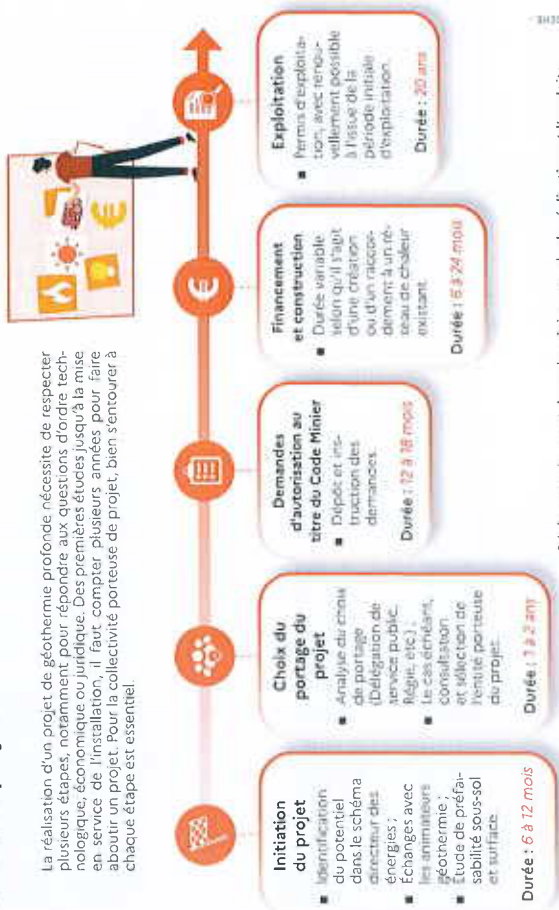 La réalisation d'un projet de géothermie profonde nécessite de respecter
plusieurs étapes, notamment pour répondre aux questions d'ordre tech-
nologique, économique ou juridique. Des premières études jusqu'à la mise
en service de l'installation, il faut compter plusieurs années pour faire
aboutir un projet. Pour la collectivité porteuse de projet, bien s'entourer à
chaque étape est essentiel.
Initiation
du projet
■ Identification
du potentiel
dans le schéma
directeur des
énergies ;
■ Échanges avec
les animateurs
géothermie ;
■ Étude de préfai-
sabilité sous-sol
et surface
Durée : 6 à 12 mois
Choix du
portage du
projet
■ Analyse du choix
de portage
(Délégation de
service public,
Régie, etc.) ;
■ Le cas échéant,
consultation
et sélection de
l'entité porteuse
du projet.
Durée : 1 à 2 ans
Demandes
d'autorisation au
titre du Code Minier
■ Dépôt et ins-
truction des
demandes.
Durée : 12 à 18 mois
Financement
et construction
■ Durée variable
selon qu'il s'agit
d'une création
ou d'un raccor-
dement à un ré-
seau de chaleur
existant.
Durée : 6 à 24 mois
Exploitation
■ Permis d'exploita-
tion, avec renou-
vellement possible
à l'issue de la
période initiale
d'exploitation.
Durée : 20 ans